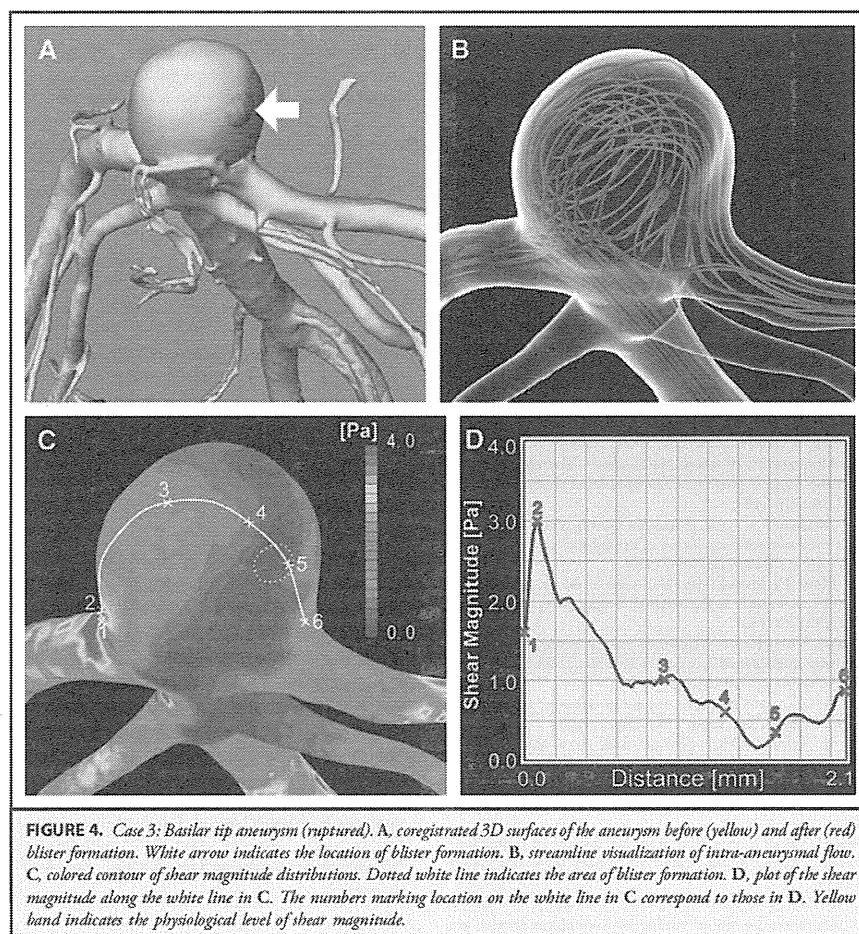 A
B
C
[Pa]
4.0
0.0
1
2
3
4
5
6
D
4.0
3.0
2.0
1.0
0.0
Shear Magnitude [Pa]
1
2
3
4
5
6
0.0 Distance [mm] 2.1
FIGURE 4. Case 3: Basilar tip aneurysm (ruptured). A, coregistrated 3D surfaces of the aneurysm before (yellow) and after (red)
blister formation. White arrow indicates the location of blister formation. B, streamline visualization of intra-aneurysmal flow.
C, colored contour of shear magnitude distributions. Dotted white line indicates the area of blister formation. D, plot of the shear
magnitude along the white line in C. The numbers marking location on the white line in C correspond to those in D. Yellow
band indicates the physiological level of shear magnitude.